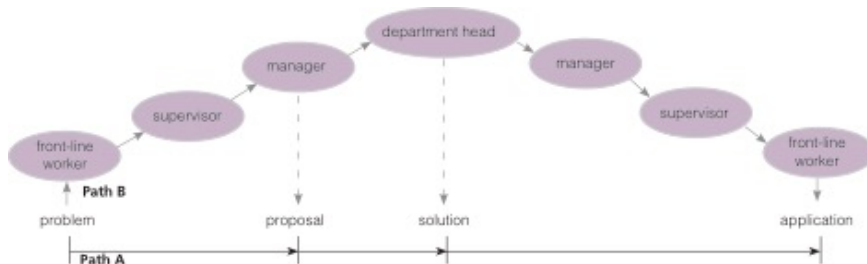 department head
manager
manager
supervisor
supervisor
front-line
worker
front-line
worker
Path B
problem
proposal
solution
application
Path A